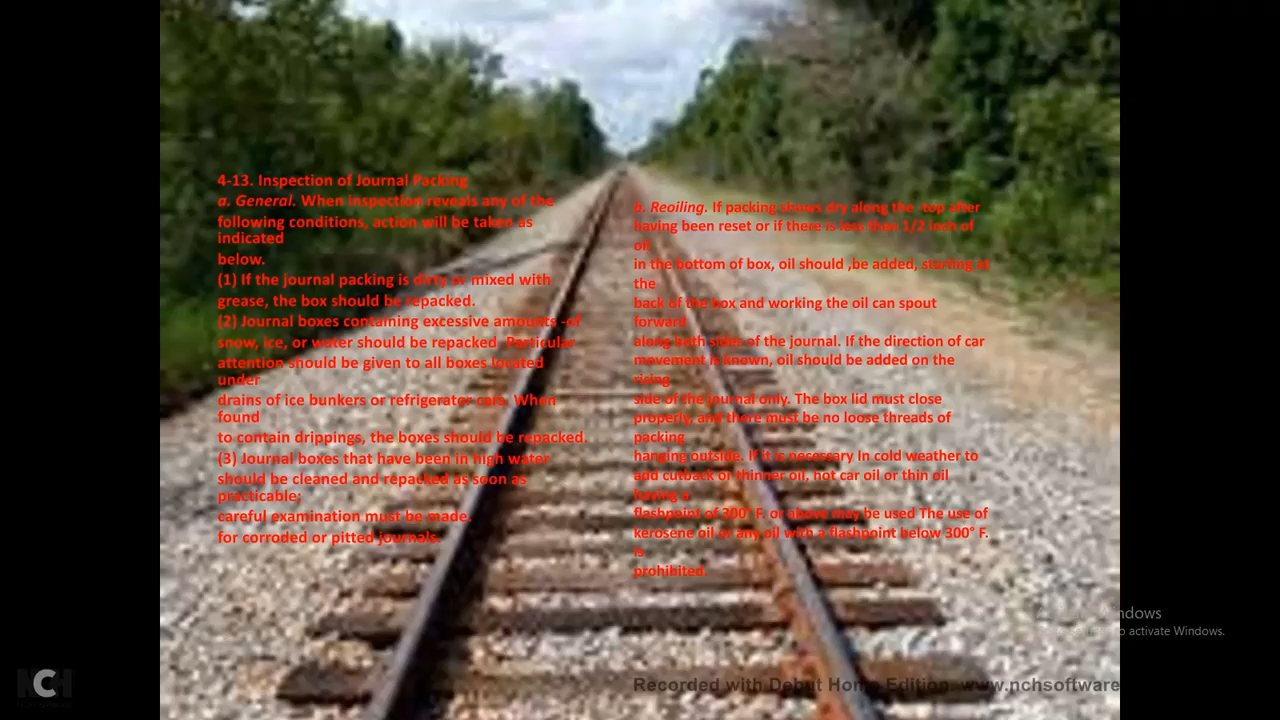 4-13. Inspection of Journal Packing
a. General. When inspection reveals any of the
following conditions, action will be taken as
indicated
below.
(1) If the journal packing is dirty or mixed with
grease, the box should be repacked.
(2) Journal boxes containing excessive amounts -of
snow, ice, or water should be repacked. Particular
attention should be given to all boxes located
under
drains of ice bunkers or refrigerator cars. When
found
to contain drippings, the boxes should be repacked.
(3) Journal boxes that have been in high water
should be cleaned and repacked as soon as
practicable;
careful examination must be made.
for corroded or pitted journals.
b. Reoiling. If packing shows dry along the -top after
having been reset or if there is less than 1/2 inch of
oil
in the bottom of box, oil should ,be added, starting at
the
back of the box and working the oil can spout
forward
along both sides of the journal. If the direction of car
movement is known, oil should be added on the
rising
side of the journal only. The box lid must close
properly, and there must be no loose threads of
packing
hanging outside. If it is necessary In cold weather to
add cutback or thinner oil, hot car oil or thin oil
having a
flashpoint of 300° F. or above may be used The use of
kerosene oil or any oil with a flashpoint below 300° F.
is
prohibited.
ndows
o activate Windows.
NCH
Recorded with Debut Home Edition www.nchsoftware